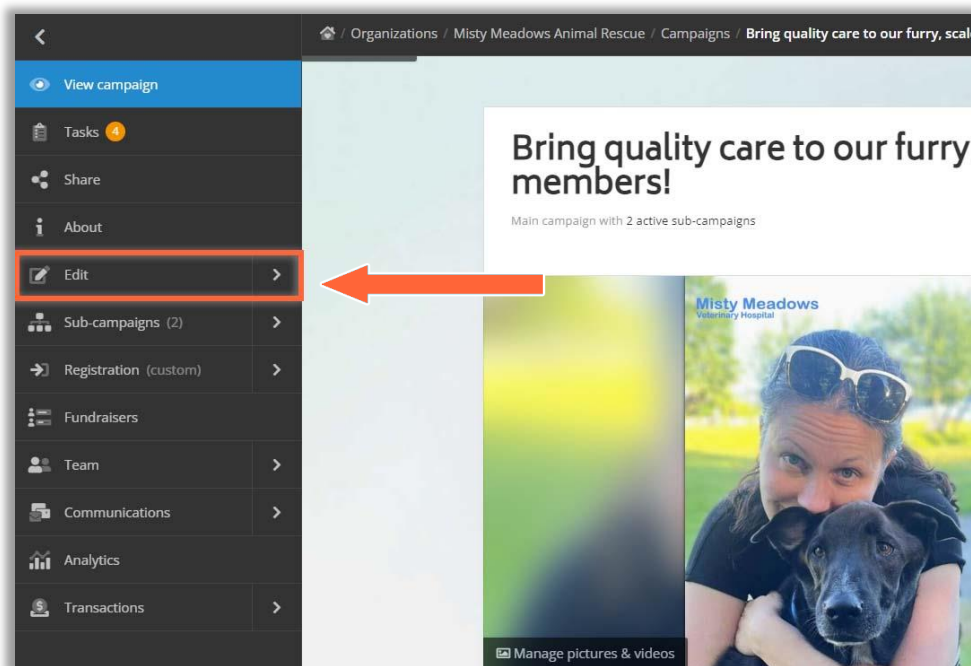 / Organizations / Misty Meadows Animal Rescue / Campaigns / Bring quality care to our furry,
View campaign
Tasks 4
Share
About
Edit
Sub-campaigns (2)
Registration (custom)
Fundraisers
Team
Communications
Analytics
Transactions
Bring quality care to our furry
members!
Main campaign with 2 active sub-campaigns
Misty Meadows
Veterinary Hospital
Manage pictures & videos